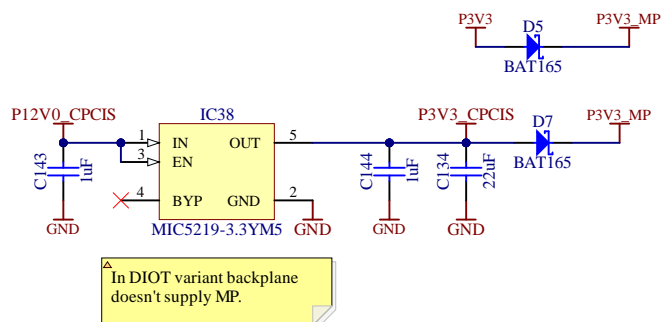 P3V3
D5
P3V3_MP
BAT165
P12V0_CPCIS
IC38
P3V3_CPCIS
D7
P3V3_MP
1
IN
OUT
5
3
EN
BAT165
C143
1uF
C144
1uF
C134
22uF
4
BYP
GND
2
GND
MIC5219-3.3YM5
GND
GND
GND
In DIOT variant backplane
doesn't supply MP.